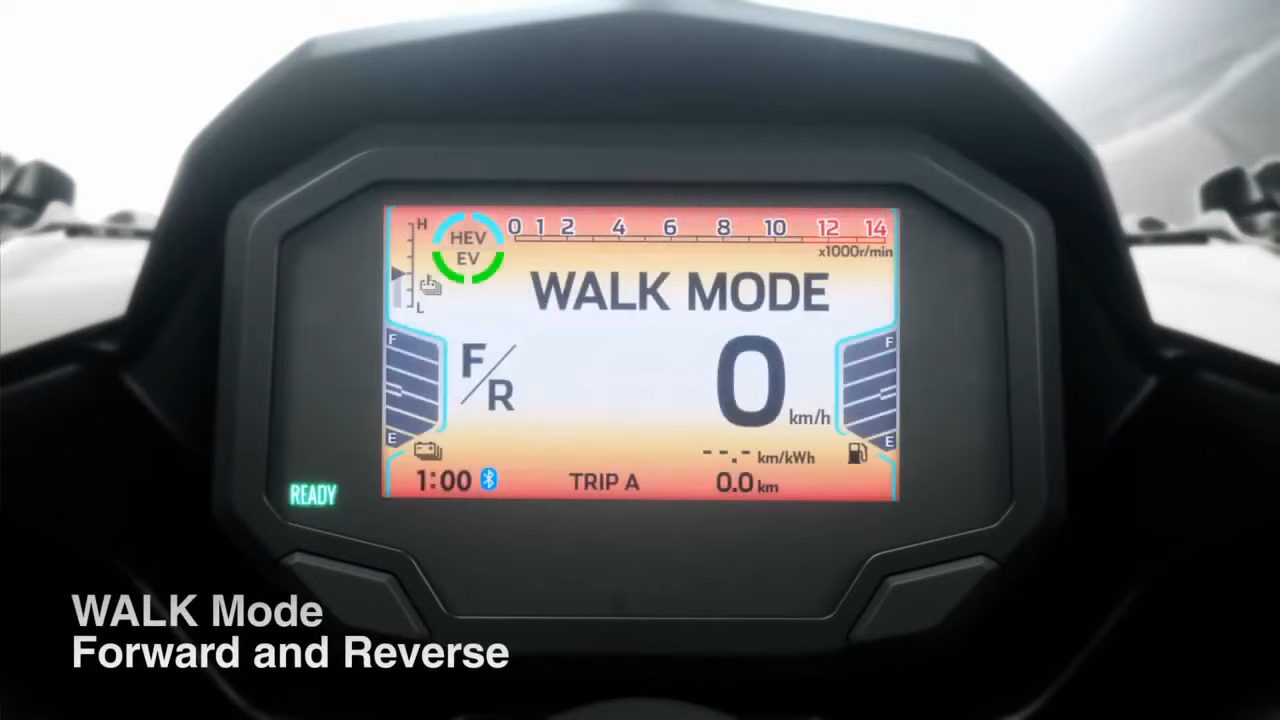 H
HEV
EV
L
0 1 2 4 6 8 10 12 14
x1000r/min
WALK MODE
F/R
0 km/h
F
E
F
E
--.- km/kWh
1:00
TRIP A
0.0 km
READY
WALK Mode
Forward and Reverse